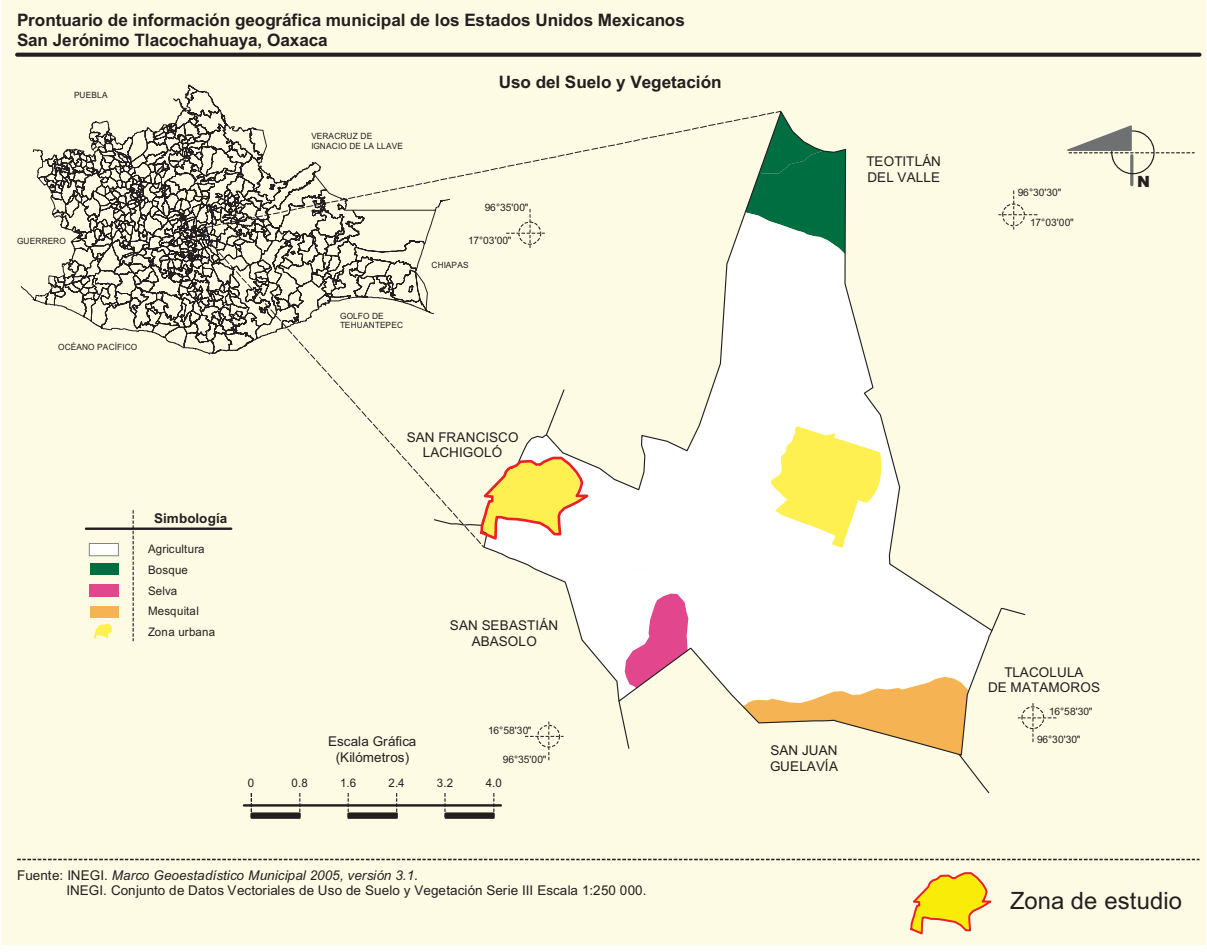 Prontuario de información geográfica municipal de los Estados Unidos Mexicanos
San Jerónimo Tlacochahuaya, Oaxaca
Uso del Suelo y Vegetación
PUEBLA
VERACRUZ DE
IGNACIO DE LA LLAVE
GUERRERO
CHIAPAS
GOLFO DE
TEHUANTEPEC
OCÉANO PACÍFICO
96°35'00"
17°03'00"
TEOTITLÁN
DEL VALLE
N
96°30'30"
17°03'00"
SAN FRANCISCO
LACHIGOLÓ
Simbología
Agricultura
Bosque
Selva
Mesquital
Zona urbana
SAN SEBASTIÁN
ABASOLO
TLACOLULA
DE MATAMOROS
16°58'30"
96°30'30"
16°58'30"
96°35'00"
SAN JUAN
GUELAVÍA
Escala Gráfica
(Kilómetros)
0 0.8 1.6 2.4 3.2 4.0
Fuente: INEGI. Marco Geoestadístico Municipal 2005, versión 3.1.
INEGI. Conjunto de Datos Vectoriales de Uso de Suelo y Vegetación Serie III Escala 1:250 000.
Zona de estudio